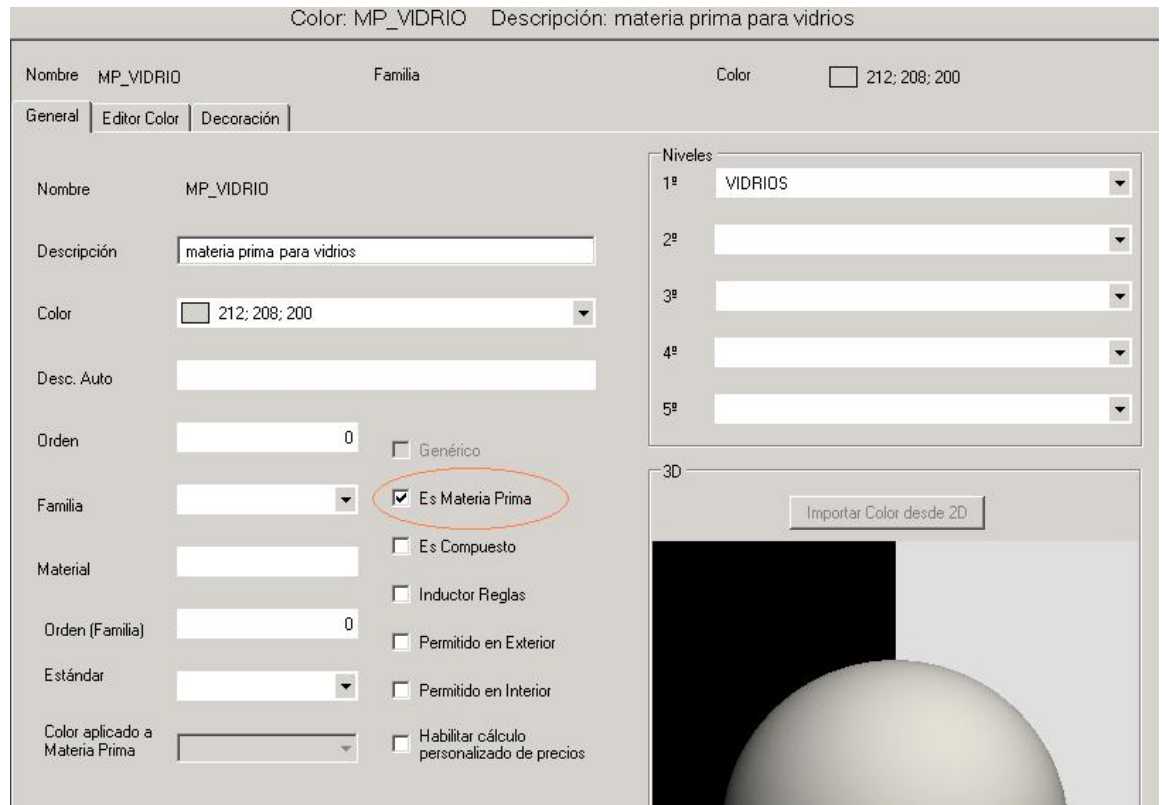 Color: MP_VIDRIO Descripción: materia prima para vidrios
Nombre MP_VIDRIO Familia Color 212; 208; 200
General Editor Color Decoración
Nombre MP_VIDRIO
Descripción materia prima para vidrios
Color 212; 208; 200
Desc. Auto
Orden 0
Familia
Material
Orden (Familia) 0
Estándar
Color aplicado a
Materia Prima
Genérico
Es Materia Prima
Es Compuesto
Inductor Reglas
Permitido en Exterior
Permitido en Interior
Habilitar cálculo
personalizado de precios
Niveles
1º VIDRIOS
2º
3º
4º
5º
3D
Importar Color desde 2D